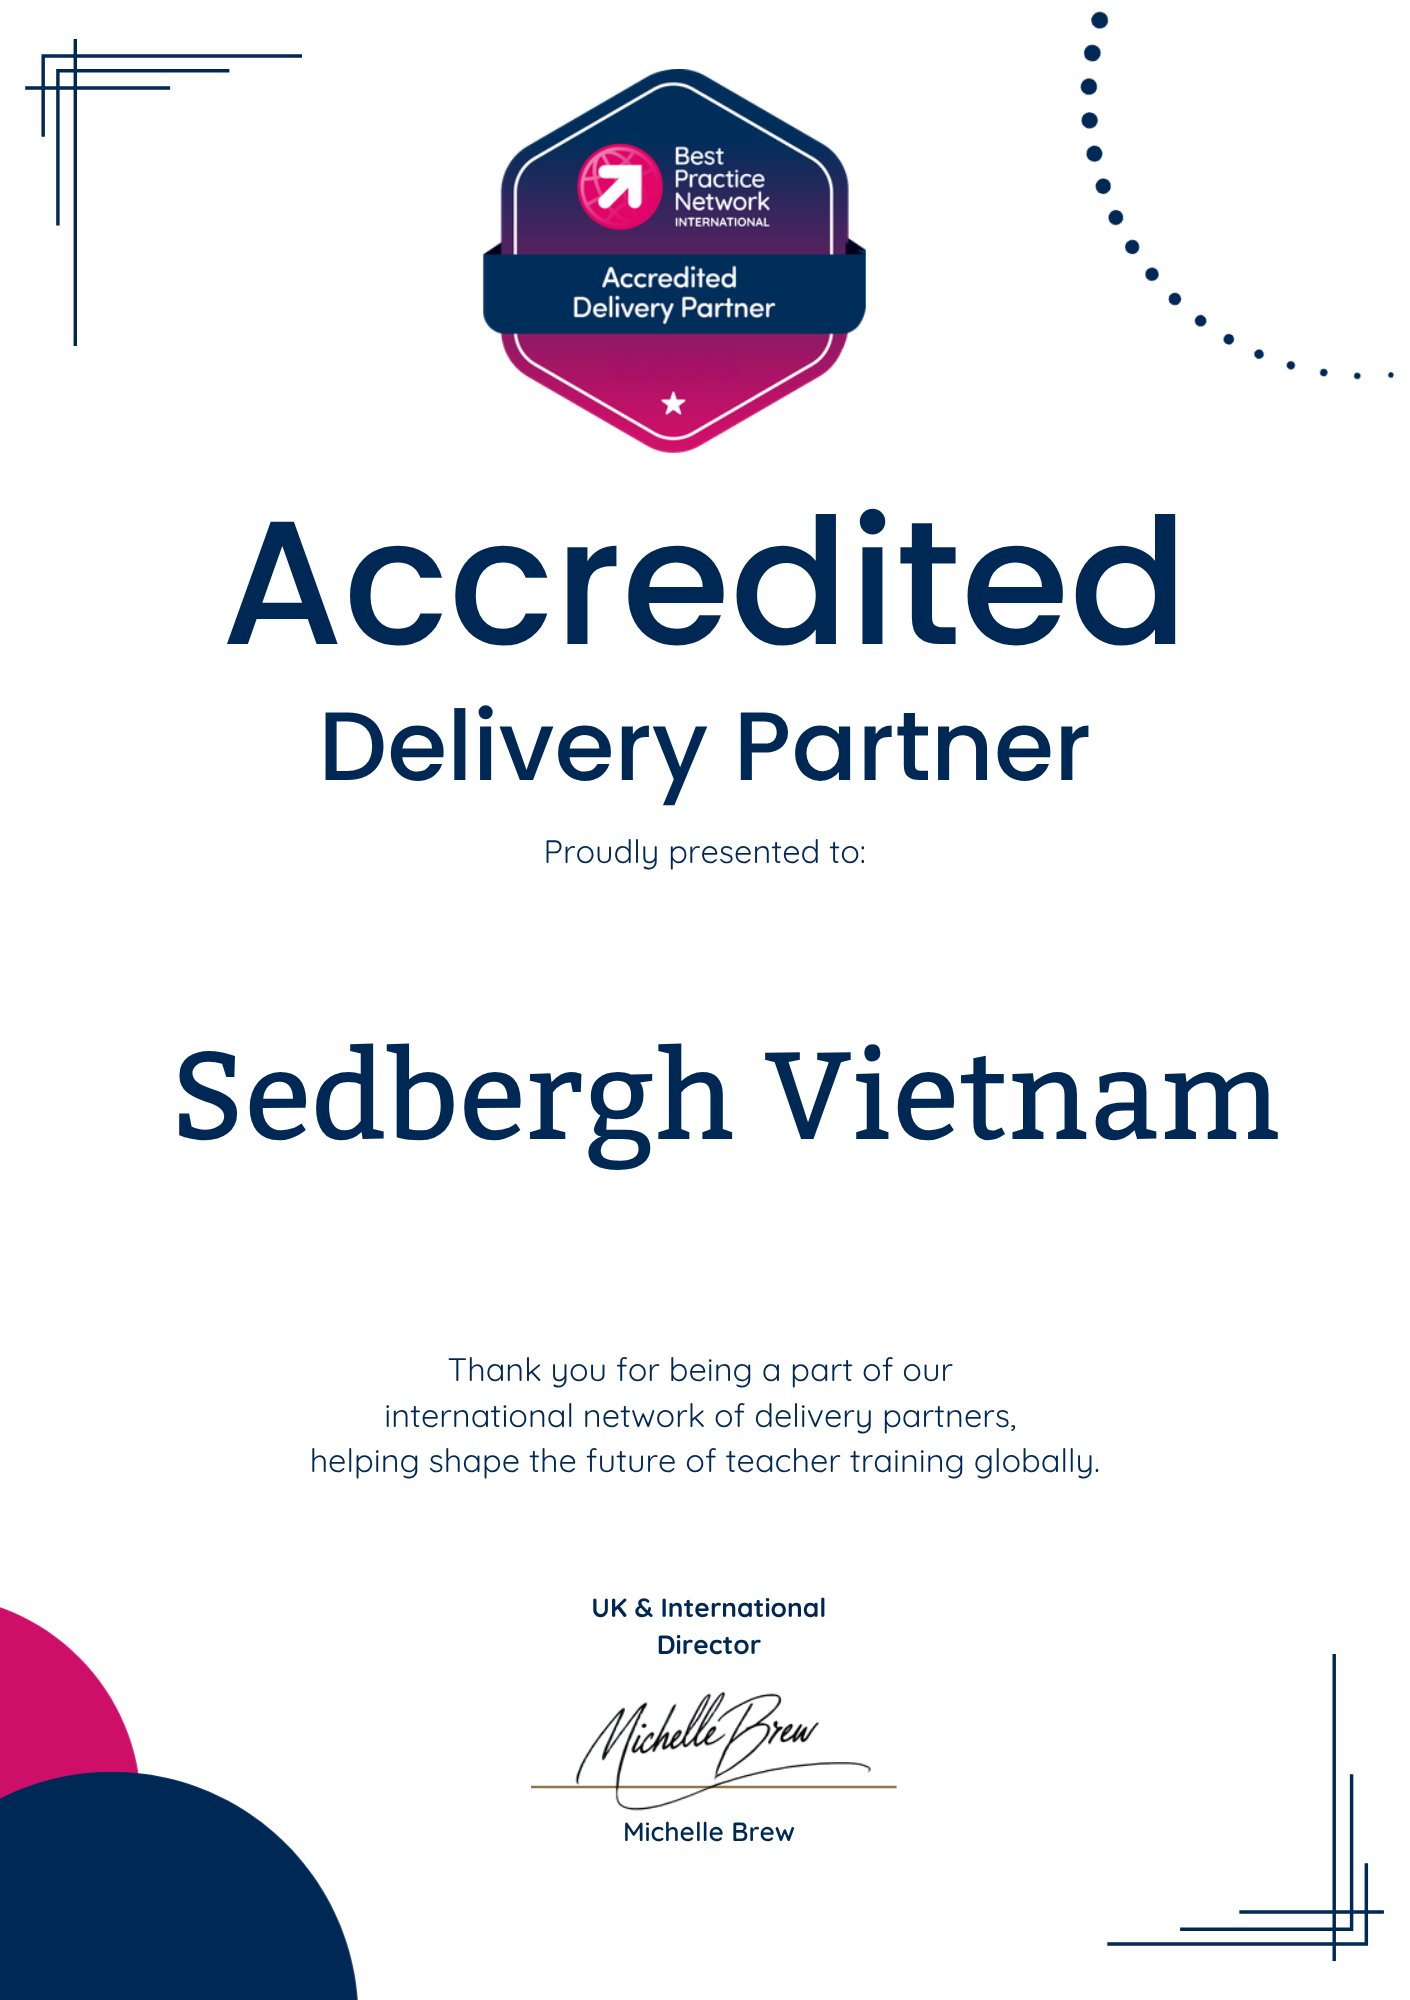 Best
Practice
Network
INTERNATIONAL
Accredited
Delivery Partner
Accredited
Delivery Partner
Proudly presented to:
Sedbergh Vietnam
Thank you for being a part of our
international network of delivery partners,
helping shape the future of teacher training globally.
UK & International
Director
Michelle Brew
Michelle Brew